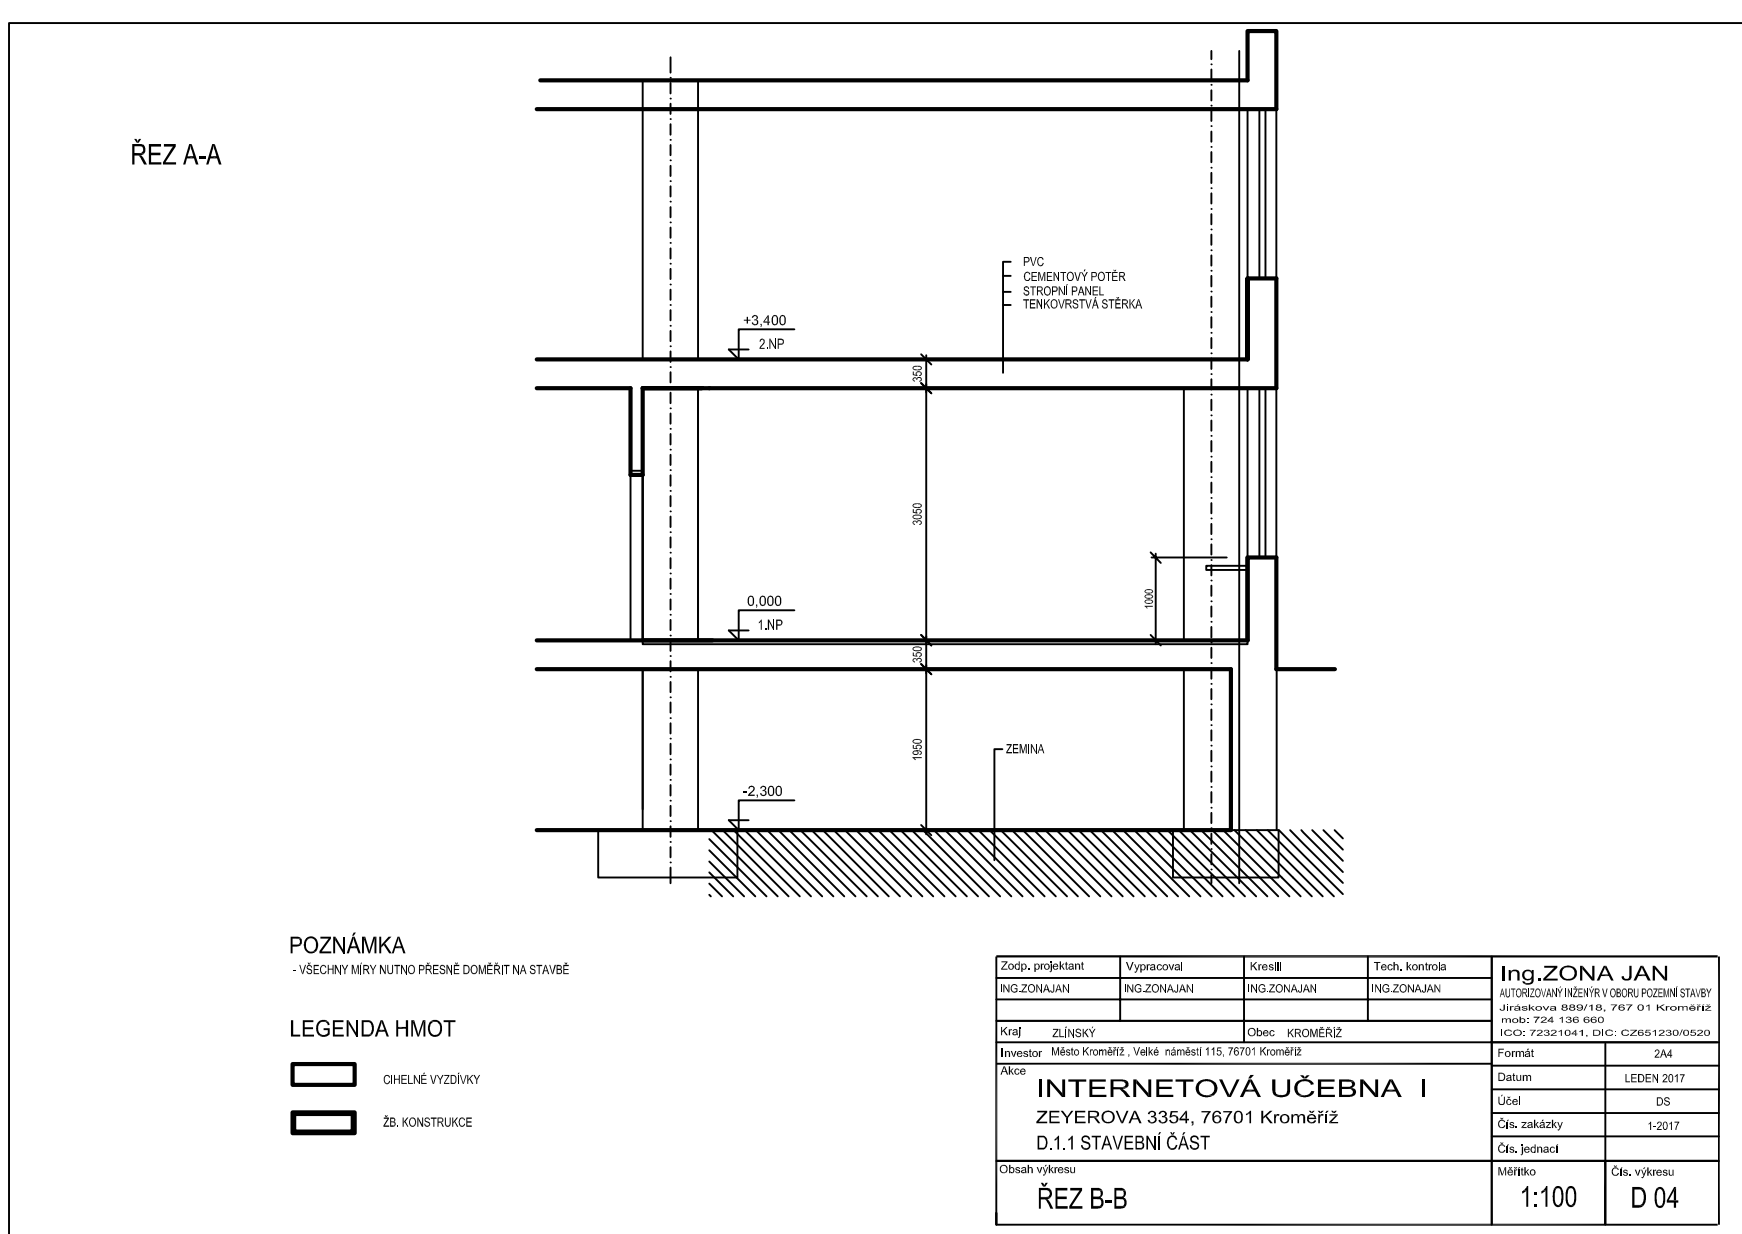 ŘEZ A-A
PVC
CEMENTOVÝ POTĚR
STROPNÍ PANEL
TENKOVRSTVÁ STĚRKA
+3,400
2.NP
350
3050
1000
0,000
1.NP
350
1950
ZEMINA
-2,300
POZNÁMKA
- VŠECHNY MÍRY NUTNO PŘESNĚ DOMĚŘIT NA STAVBĚ
LEGENDA HMOT
CIHELNÉ VYZDÍVKY
ŽB. KONSTRUKCE
Zodp. projektant Vypracoval Kreslil Tech. kontrola
ING.ZONAJAN ING.ZONAJAN ING.ZONAJAN ING.ZONAJAN
Kraj ZLÍNSKÝ Obec KROMĚŘÍŽ
Investor Město Kroměříž , Velké náměstí 115, 76701 Kroměříž
Akce
INTERNETOVÁ UČEBNA I
ZEYEROVA 3354, 76701 Kroměříž
D.1.1 STAVEBNÍ ČÁST
Obsah výkresu
ŘEZ B-B
Ing.ZONA JAN
AUTORIZOVANÝ INŽENÝR V OBORU POZEMNÍ STAVBY
Jiráskova 889/18, 767 01 Kroměříž
mob: 724 136 660
ICO: 72321041, DIC: CZ651230/0520
Formát 2A4
Datum LEDEN 2017
Účel DS
Čís. zakázky 1-2017
Čís. jednací
Měřítko Čís. výkresu
1:100 D 04